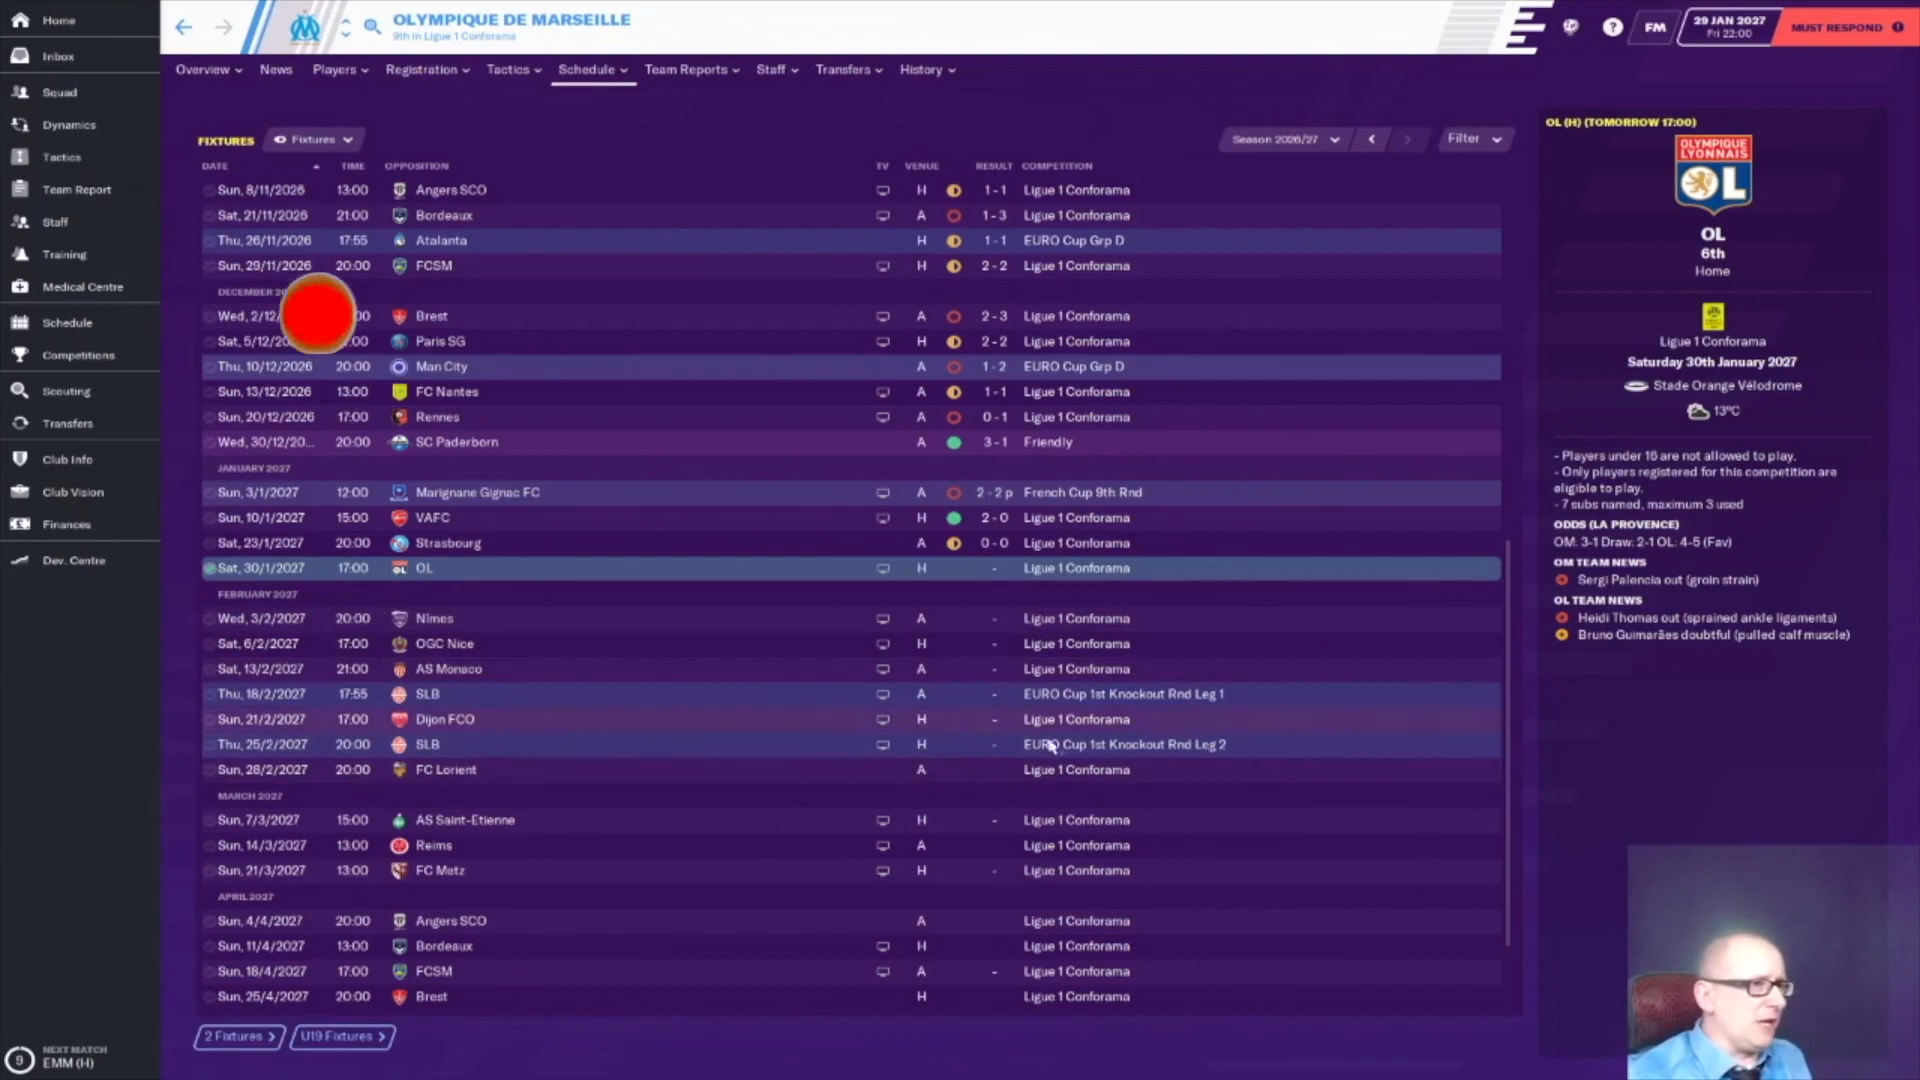 Home
Inbox
Squad
Dynamics
Tactics
Team Report
Staff
Training
Medical Centre
Schedule
Competitions
Scouting
Transfers
Club Info
Club Vision
Finances
Dev. Centre
NEXT MATCH
EMM (H)
9
OLYMPIQUE DE MARSEILLE
9th in Ligue 1 Conforama
FM
29 JAN 2027
Fri 22:00
MUST RESPOND
Overview News Players Registration Tactics Schedule Team Reports Staff Transfers History
FIXTURES Fixtures Season 2026/27 Filter
DATE TIME OPPOSITION TV VENUE RESULT COMPETITION
Sun, 8/11/2026 13:00 Angers SCO H 1 - 1 Ligue 1 Conforama
Sat, 21/11/2026 21:00 Bordeaux A 1 - 3 Ligue 1 Conforama
Thu, 26/11/2026 17:55 Atalanta H 1 - 1 EURO Cup Grp D
Sun, 29/11/2026 20:00 FCSM H 2 - 2 Ligue 1 Conforama
DECEMBER
Wed, 2/12/ Brest A 2 - 3 Ligue 1 Conforama
Sat, 5/12/20 Paris SG H 2 - 2 Ligue 1 Conforama
Thu, 10/12/2026 20:00 Man City A 1 - 2 EURO Cup Grp D
Sun, 13/12/2026 13:00 FC Nantes A 1 - 1 Ligue 1 Conforama
Sun, 20/12/2026 17:00 Rennes A 0 - 1 Ligue 1 Conforama
Wed, 30/12/20... 20:00 SC Paderborn A 3 - 1 Friendly
JANUARY 2027
Sun, 3/1/2027 12:00 Marignane Gignac FC A 2 - 2 p French Cup 9th Rnd
Sun, 10/1/2027 15:00 VAFC H 2 - 0 Ligue 1 Conforama
Sat, 23/1/2027 20:00 Strasbourg A 0 - 0 Ligue 1 Conforama
Sat, 30/1/2027 17:00 OL H - Ligue 1 Conforama
FEBRUARY 2027
Wed, 3/2/2027 20:00 Nîmes A - Ligue 1 Conforama
Sat, 6/2/2027 17:00 OGC Nice H - Ligue 1 Conforama
Sat, 13/2/2027 21:00 AS Monaco A - Ligue 1 Conforama
Thu, 18/2/2027 17:55 SLB A - EURO Cup 1st Knockout Rnd Leg 1
Sun, 21/2/2027 17:00 Dijon FCO H - Ligue 1 Conforama
Thu, 25/2/2027 20:00 SLB H - EURO Cup 1st Knockout Rnd Leg 2
Sun, 28/2/2027 20:00 FC Lorient A Ligue 1 Conforama
MARCH 2027
Sun, 7/3/2027 15:00 AS Saint-Etienne H - Ligue 1 Conforama
Sun, 14/3/2027 13:00 Reims A - Ligue 1 Conforama
Sun, 21/3/2027 13:00 FC Metz H - Ligue 1 Conforama
APRIL 2027
Sun, 4/4/2027 20:00 Angers SCO A Ligue 1 Conforama
Sun, 11/4/2027 13:00 Bordeaux H Ligue 1 Conforama
Sun, 18/4/2027 17:00 FCSM A - Ligue 1 Conforama
Sun, 25/4/2027 20:00 Brest H Ligue 1 Conforama
2 Fixtures U19 Fixtures
OL (H) (TOMORROW 17:00)
OLYMPIQUE
LYONNAIS
OL
OL
6th
Home
Ligue 1 Conforama
Saturday 30th January 2027
Stade Orange Vélodrome
13°C
- Players under 16 are not allowed to play.
- Only players registered for this competition are
eligible to play.
- 7 subs named, maximum 3 used
ODDS (LA PROVENCE)
OM: 3-1 Draw: 2-1 OL: 4-5 (Fav)
OM TEAM NEWS
Sergi Palencia out (groin strain)
OL TEAM NEWS
Heidi Thomas out (sprained ankle ligaments)
Bruno Guimarães doubtful (pulled calf muscle)